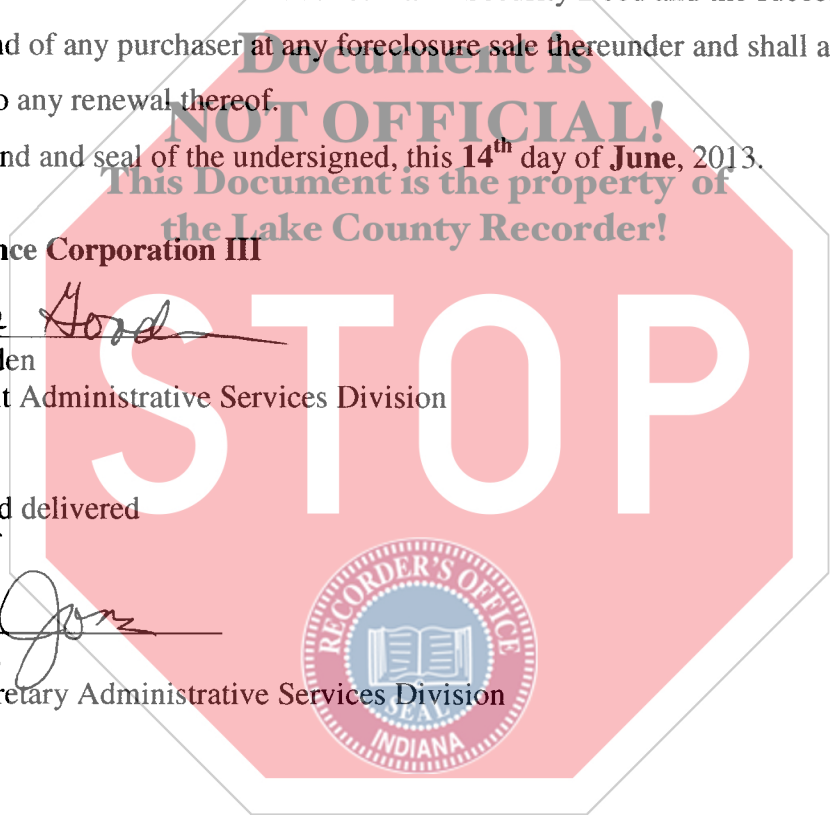 Document is
nd of any purchaser at any foreclosure sale thereunder and shall a
o any renewal thereof.
NOT OFFICIAL!
nd and seal of the undersigned, this 14th day of June, 2013.
This Document is the property of
the Lake County Recorder!
nce Corporation III
STOP
den
t Administrative Services Division
d delivered
RECORDER'S OFFICE
SEAL
INDIANA
retary Administrative Services Division